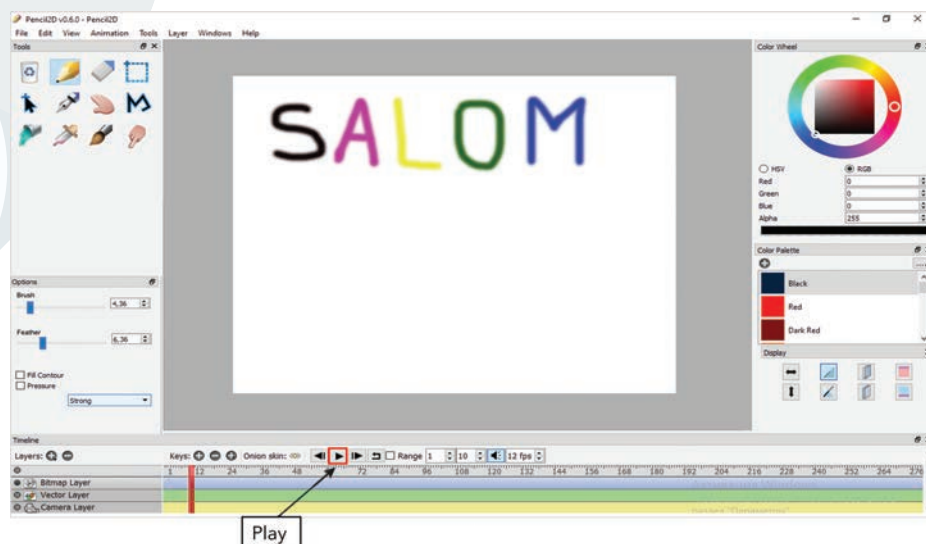 Pencil2D v0.6.0 - Pencil2D
File Edit View Animation Tools Layer Windows Help
Tools
Color Wheel
SALOM
HSV RGB
Red 0
Green 0
Blue 0
Alpha 255
Color Palette
Black
Red
Dark Red
Display
Options
Brush
4,36
Feather
6,36
Fill Contour
Pressure
Strong
Timeline
Layers: Keys: Onion skin: Range 1 10 12 fps
1 12 24 36 48 72 84 96 108 120 132 144 156 168 180 192 204 216 228 240 252 264 276
Bitmap Layer
Vector Layer
Camera Layer
Play